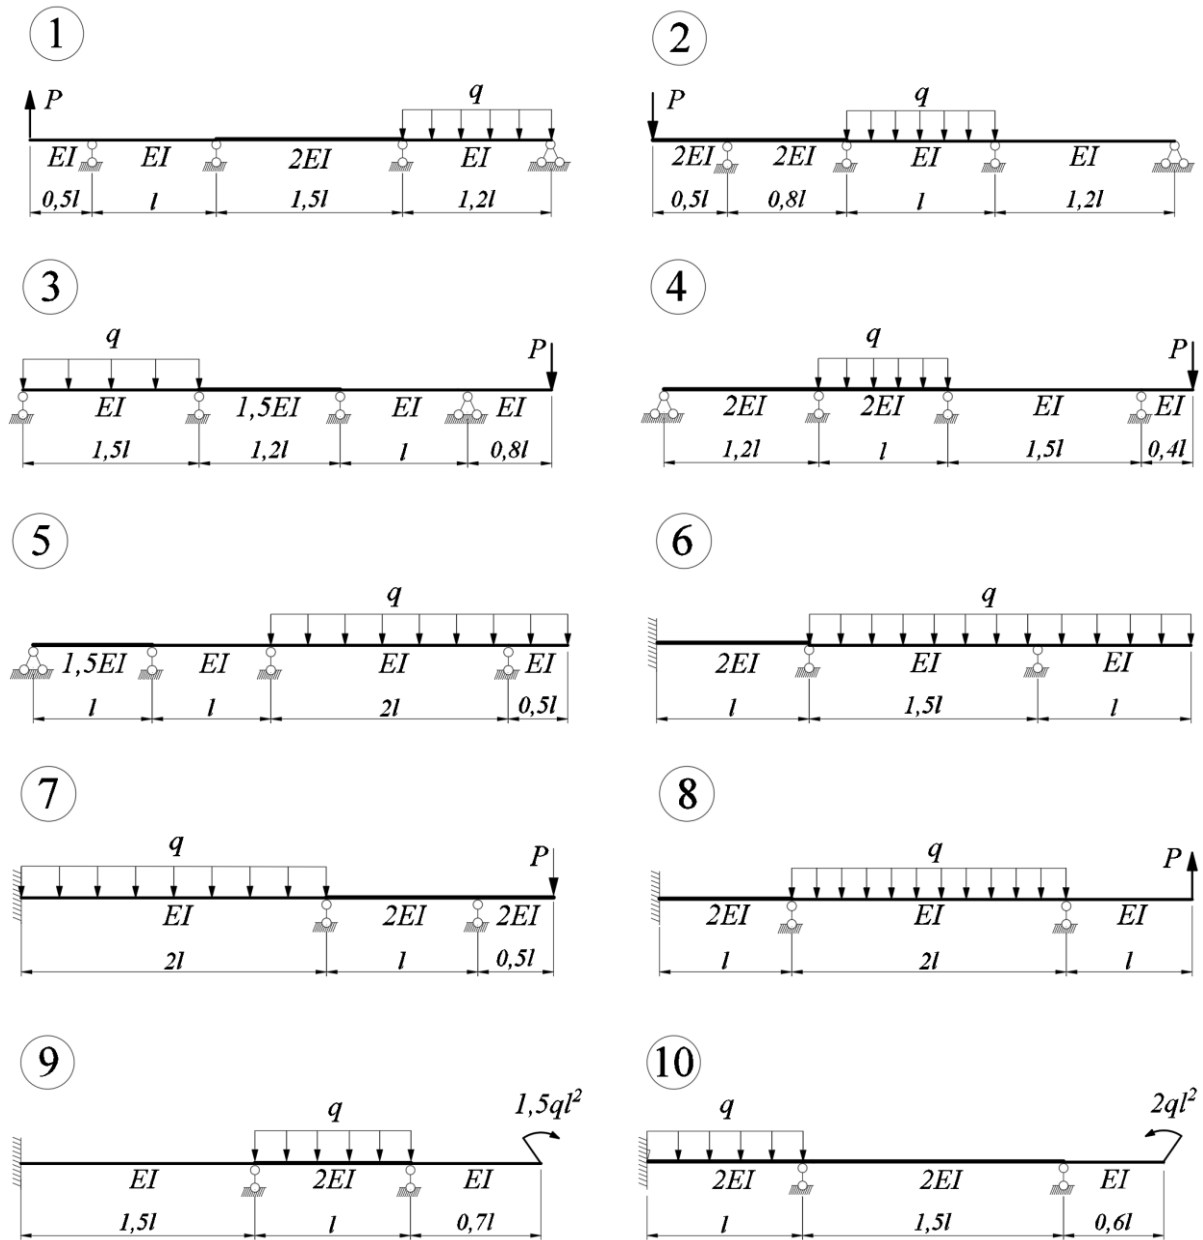 1
P
q
EI EI 2EI EI
0,5l l 1,5l 1,2l
2
P
q
2EI 2EI EI EI
0,5l 0,8l l 1,2l
3
q
P
EI 1,5EI EI EI
1,5l 1,2l l 0,8l
4
q
P
2EI 2EI EI EI
1,2l l 1,5l 0,4l
5
q
1,5EI EI EI EI
l l 2l 0,5l
6
q
2EI EI EI
l 1,5l l
7
q
P
EI 2EI 2EI
2l l 0,5l
8
q
P
2EI EI EI
l 2l l
9
1,5ql²
q
EI 2EI EI
1,5l l 0,7l
10
q
2ql²
2EI 2EI EI
l 1,5l 0,6l